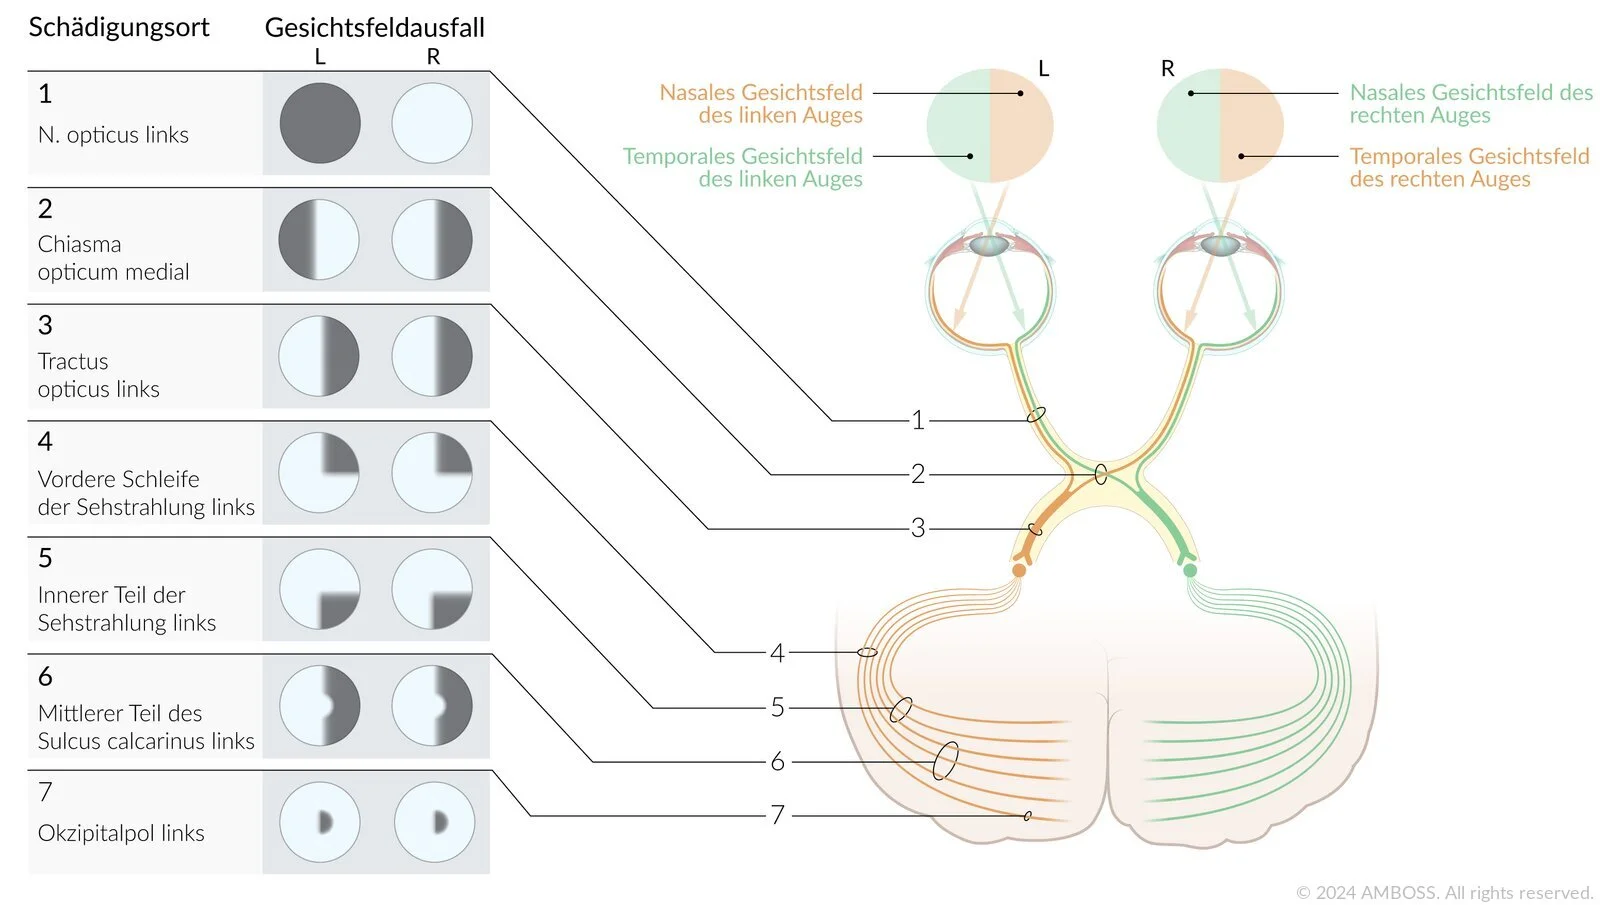 Schädigungsort
Gesichtsfeldausfall
L R
1
N. opticus links
2
Chiasma
opticum medial
3
Tractus
opticus links
4
Vordere Schleife
der Sehstrahlung links
5
Innerer Teil der
Sehstrahlung links
6
Mittlerer Teil des
Sulcus calcarinus links
7
Okzipitalpol links
L
R
Nasales Gesichtsfeld
des linken Auges
Temporales Gesichtsfeld
des linken Auges
Nasales Gesichtsfeld des
rechten Auges
Temporales Gesichtsfeld
des rechten Auges
1
2
3
4
5
6
7
© 2024 AMBOSS. All rights reserved.